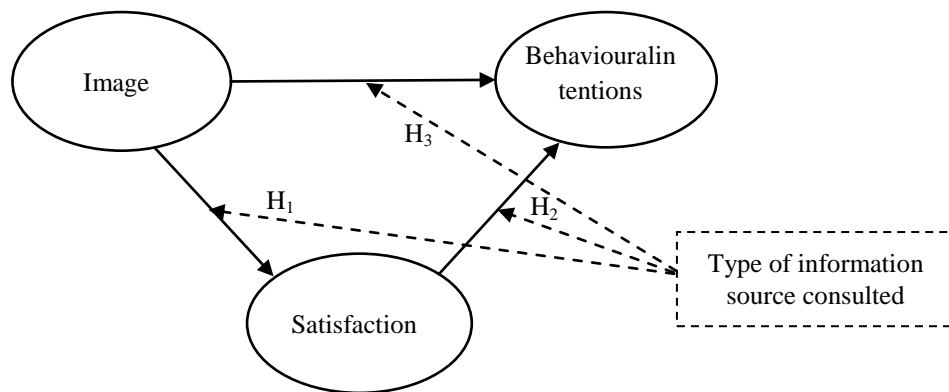 Image
Behaviouralin
tentions
H3
H1
H2
Type of information
source consulted
Satisfaction